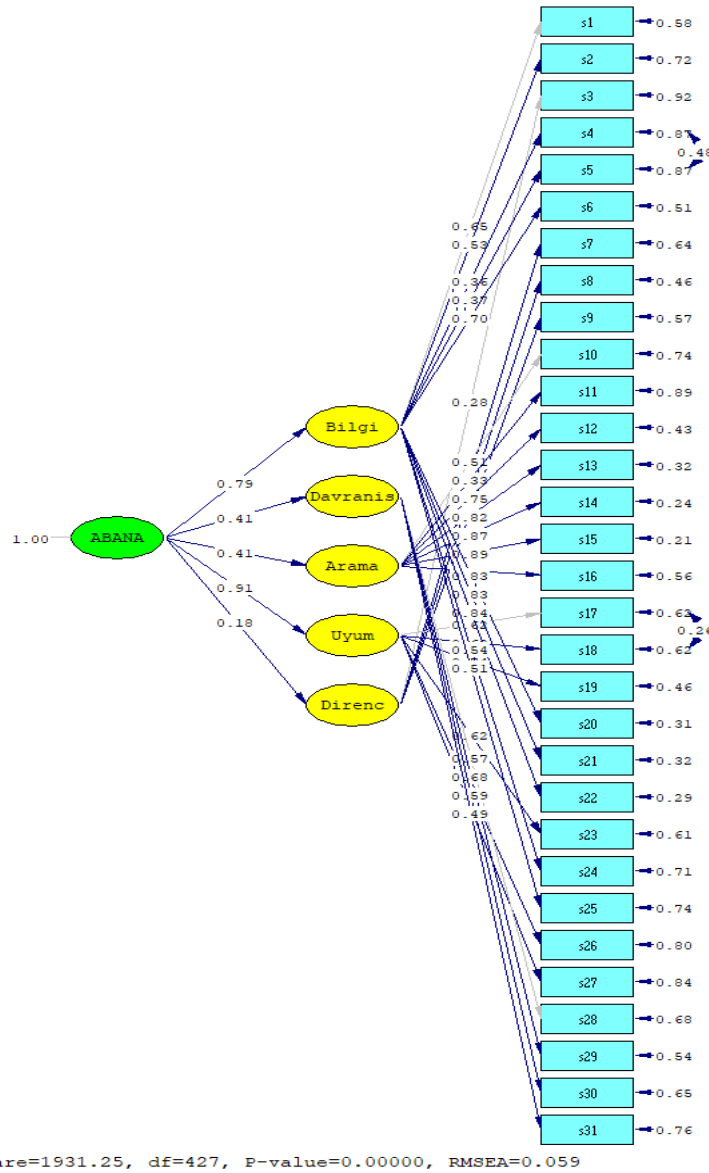 s1 0.58
s2 0.72
s3 0.92
s4 0.87
0.48
s5 0.87
s6 0.51
s7 0.64
s8 0.46
s9 0.57
s10 0.74
s11 0.89
s12 0.43
s13 0.32
s14 0.24
s15 0.21
s16 0.56
s17 0.63
0.26
s18 0.62
s19 0.46
s20 0.31
s21 0.32
s22 0.29
s23 0.61
s24 0.71
s25 0.74
s26 0.80
s27 0.84
s28 0.68
s29 0.54
s30 0.65
s31 0.76
0.65
0.53
0.36
0.37
0.70
0.28
0.51
0.33
0.75
0.82
0.87
0.89
0.83
0.83
0.84
0.62
0.54
0.51
0.62
0.57
0.68
0.59
0.49
Bilgi
Davranis
Arama
Uyum
Direnc
0.79
0.41
0.41
0.91
0.18
1.00 ABANA
are=1931.25, df=427, P-value=0.00000, RMSEA=0.059